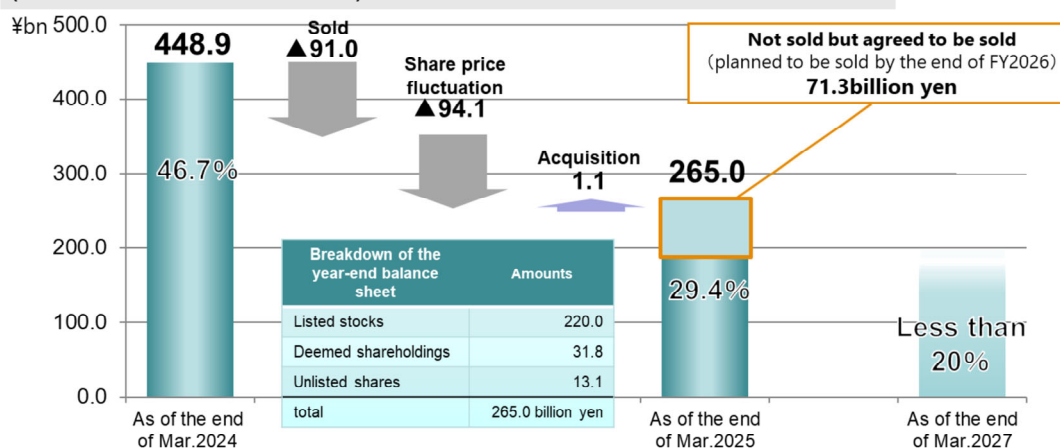 ¥bn
500.0
400.0
300.0
200.0
100.0
0.0
448.9
46.7%
Sold
▲91.0
Share price
fluctuation
▲94.1
Acquisition
1.1
265.0
29.4%
Not sold but agreed to be sold
(planned to be sold by the end of FY2026)
71.3billion yen
Less than
20%
Breakdown of the
year-end balance
sheet
Amounts
Listed stocks 220.0
Deemed shareholdings 31.8
Unlisted shares 13.1
total 265.0 billion yen
As of the end
of Mar.2024
As of the end
of Mar.2025
As of the end
of Mar.2027